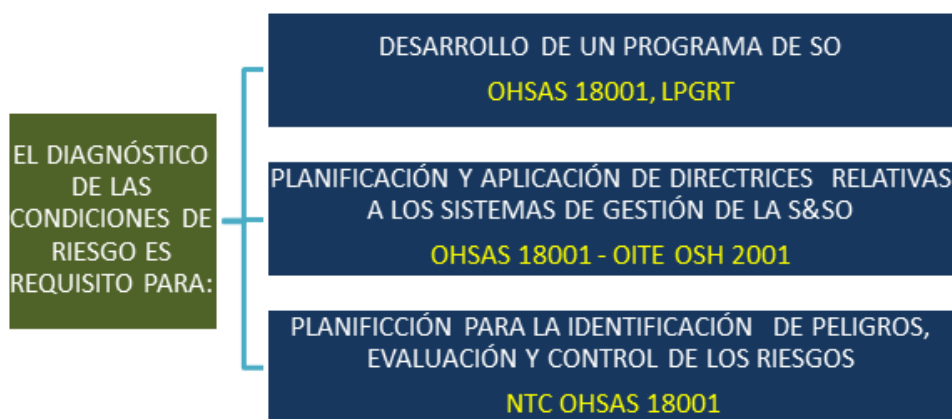 EL DIAGNÓSTICO
DE LAS
CONDICIONES DE
RIESGO ES
REQUISITO PARA:
DESARROLLO DE UN PROGRAMA DE SO
OHSAS 18001, LPGRT
PLANIFICACIÓN Y APLICACIÓN DE DIRECTRICES RELATIVAS
A LOS SISTEMAS DE GESTIÓN DE LA S&SO
OHSAS 18001 - OITE OSH 2001
PLANIFICCIÓN PARA LA IDENTIFICACIÓN DE PELIGROS,
EVALUACIÓN Y CONTROL DE LOS RIESGOS
NTC OHSAS 18001